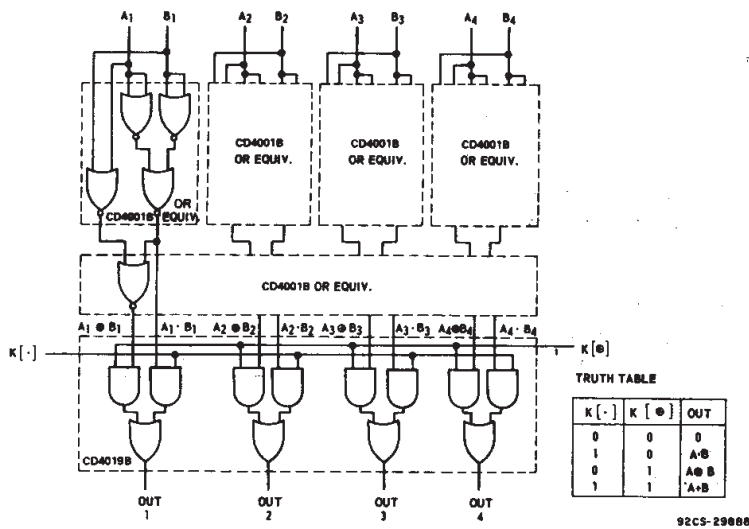 A1 B1 A2 B2 A3 B3 A4 B4
CD4001B
OR EQUIV.
CD4001B
OR EQUIV.
CD4001B
OR EQUIV.
OR
CD4001B EQUIV.
CD4001B OR EQUIV.
A1 ⊕ B1 A1 · B1 A2 ⊕ B2 A2 · B2 A3 ⊕ B3 A3 · B3 A4 ⊕ B4 A4 · B4
K [·]
1 K [⊕]
CD4019B
OUT
1
OUT
2
OUT
3
OUT
4
TRUTH TABLE
K [·] K [⊕] OUT
0 0 0
1 0 A·B
0 1 A⊕B
1 1 A+B
92CS-29888